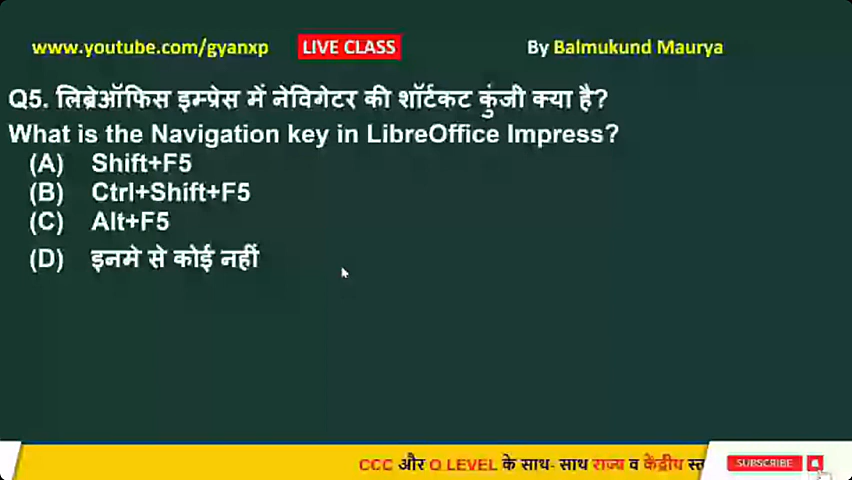 www.youtube.com/gyanxp LIVE CLASS By Balmukund Maurya
Q5. लिब्रेऑफिस इम्प्रेस में नेविगेटर की शॉर्टकट कुंजी क्या है?
What is the Navigation key in LibreOffice Impress?
(A) Shift+F5
(B) Ctrl+Shift+F5
(C) Alt+F5
(D) इनमे से कोई नहीं
CCC और O LEVEL के साथ- साथ राज्य व केंद्रीय SUBSCRIBE